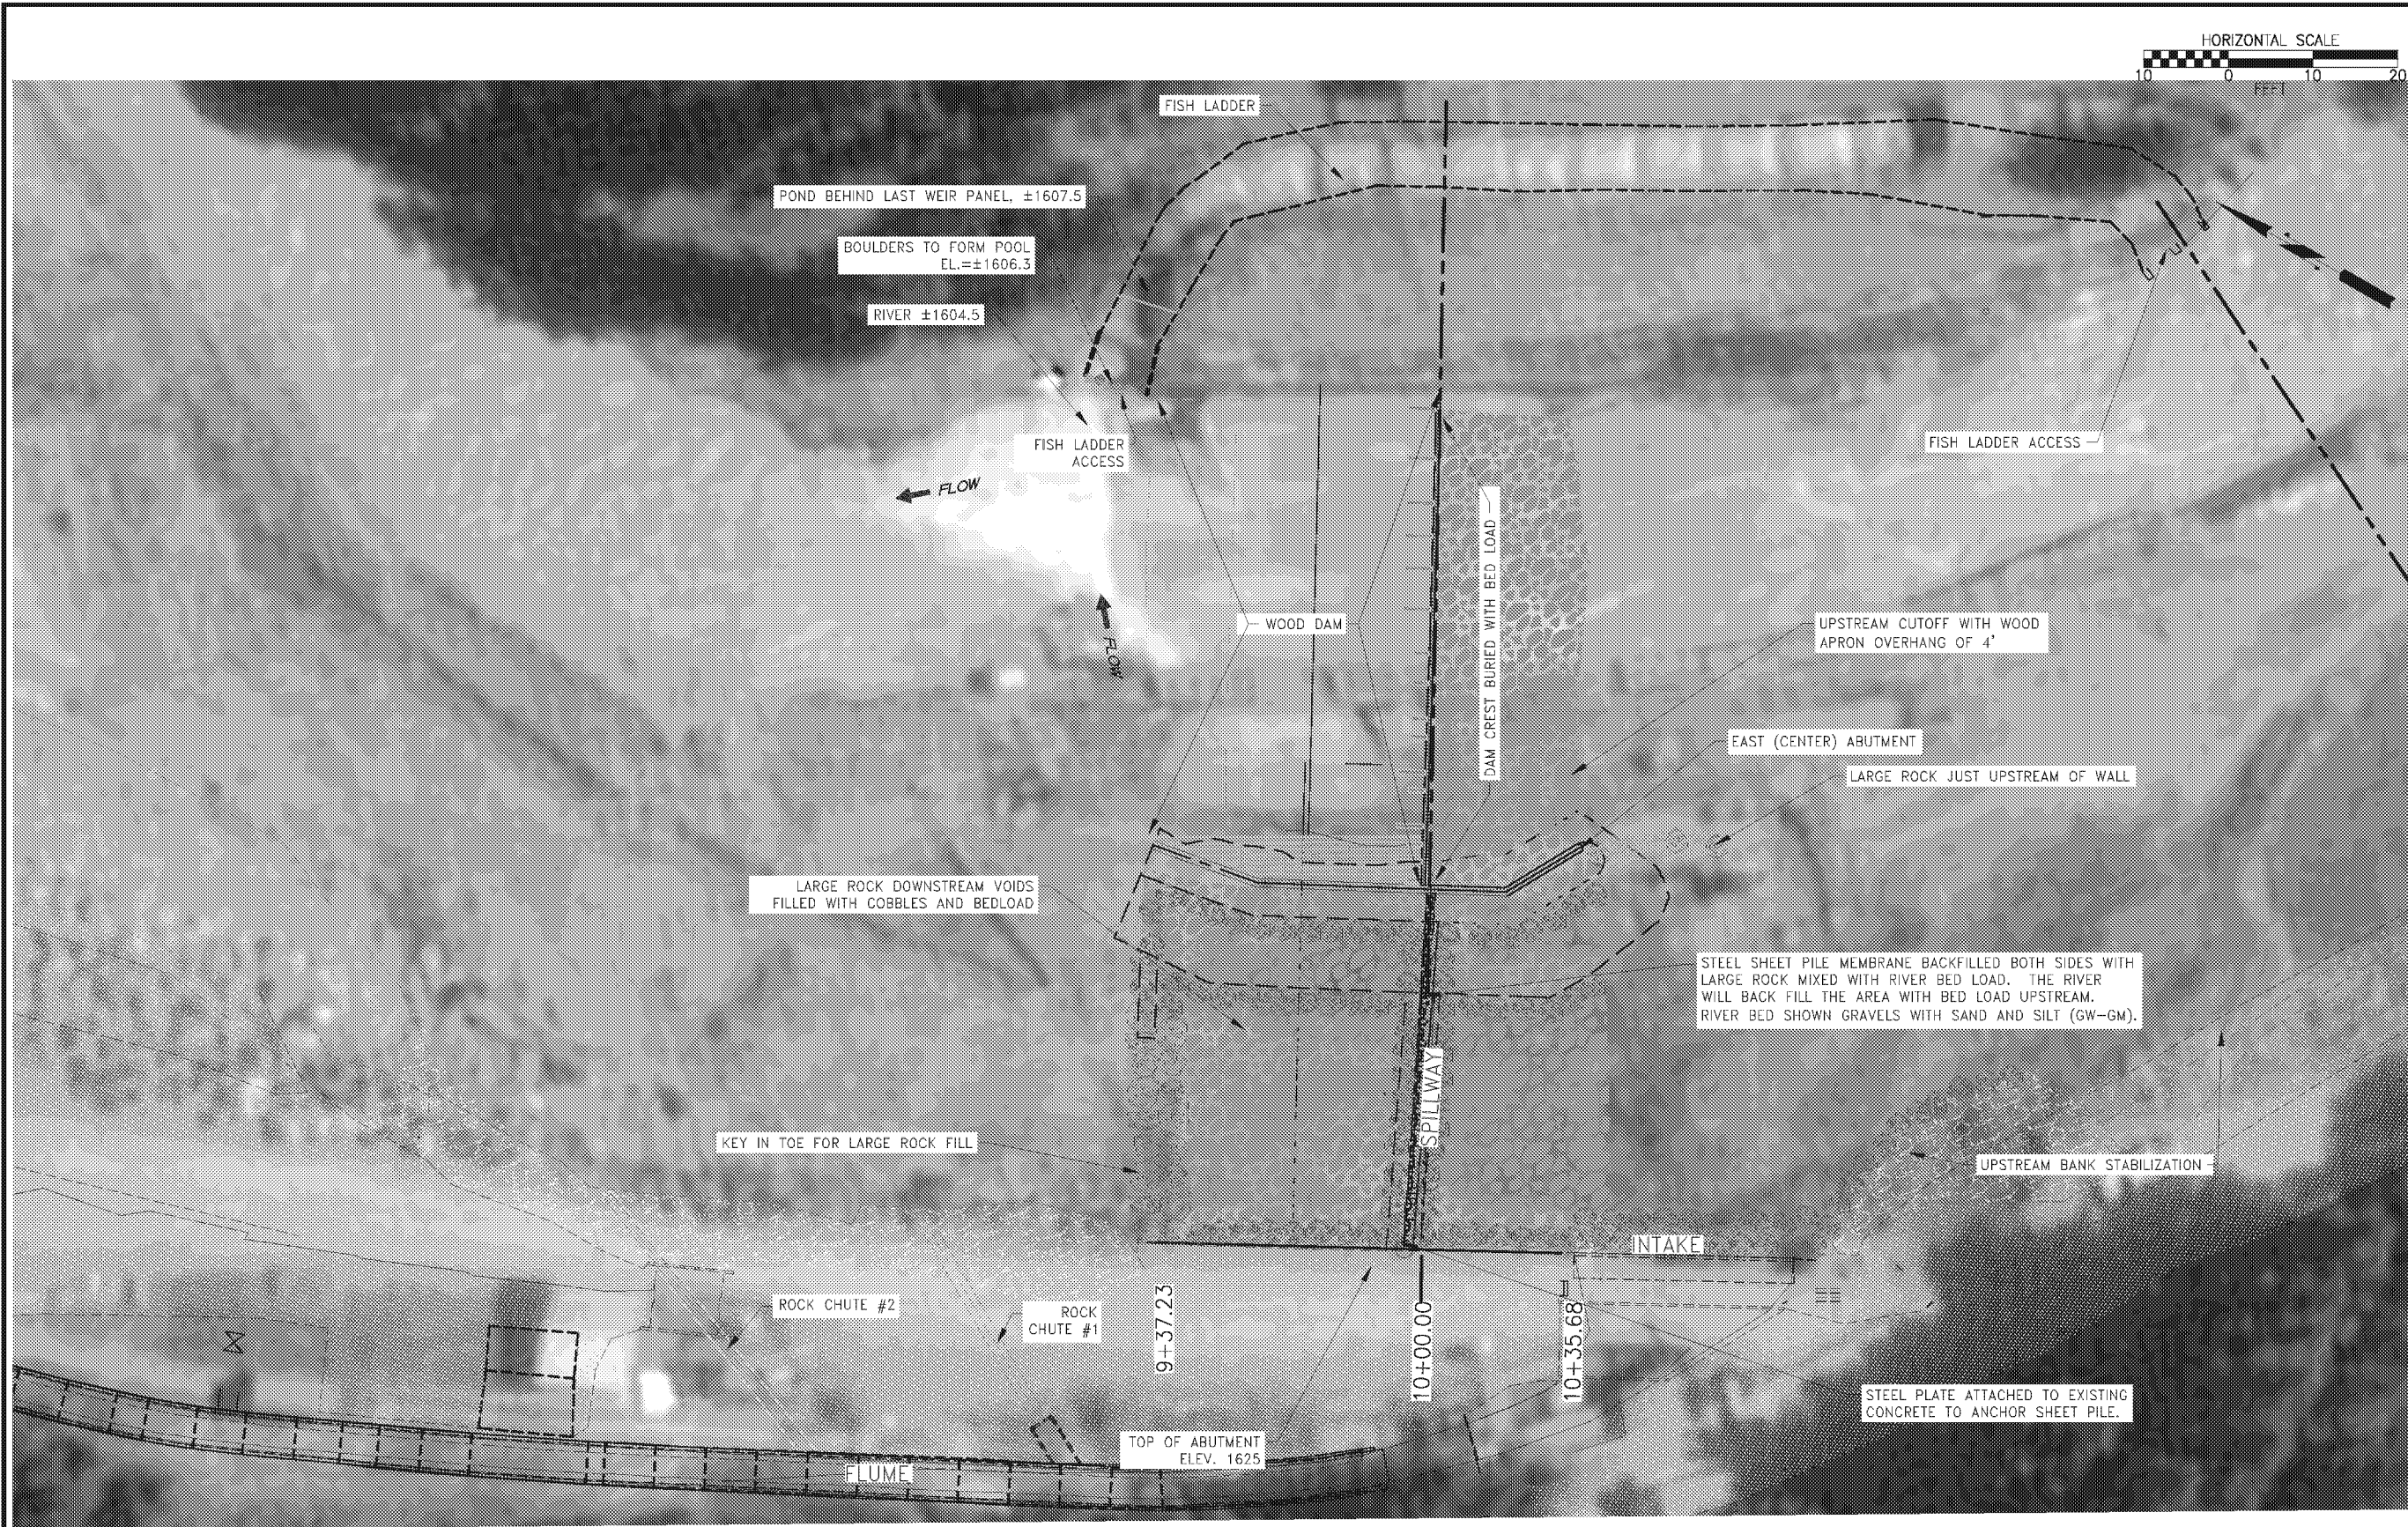 HORIZONTAL SCALE
10 0 10 20
FEET
FISH LADDER
POND BEHIND LAST WEIR PANEL, ±1607.5
BOULDERS TO FORM POOL
EL.=±1606.3
RIVER ±1604.5
FISH LADDER
ACCESS
FISH LADDER ACCESS
FLOW
FLOW
WOOD DAM
DAM CREST BURIED WITH BED LOAD
UPSTREAM CUTOFF WITH WOOD
APRON OVERHANG OF 4'
EAST (CENTER) ABUTMENT
LARGE ROCK JUST UPSTREAM OF WALL
LARGE ROCK DOWNSTREAM VOIDS
FILLED WITH COBBLES AND BEDLOAD
STEEL SHEET PILE MEMBRANE BACKFILLED BOTH SIDES WITH
LARGE ROCK MIXED WITH RIVER BED LOAD. THE RIVER
WILL BACK FILL THE AREA WITH BED LOAD UPSTREAM.
RIVER BED SHOWN GRAVELS WITH SAND AND SILT (GW-GM).
SPILLWAY
KEY IN TOE FOR LARGE ROCK FILL
UPSTREAM BANK STABILIZATION
INTAKE
ROCK CHUTE #2
ROCK
CHUTE #1
9+37.23
10+00.00
10+35.68
STEEL PLATE ATTACHED TO EXISTING
CONCRETE TO ANCHOR SHEET PILE.
TOP OF ABUTMENT
ELEV. 1625
FLUME